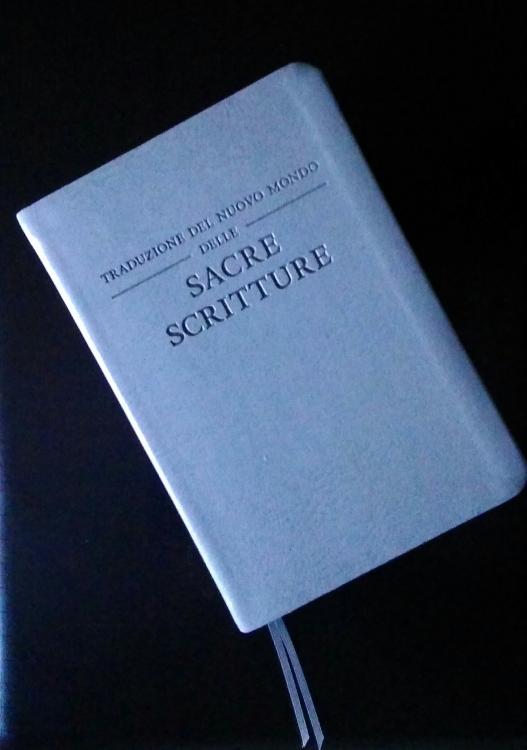 TRADUZIONE DEL NUOVO MONDO
DELLE
SACRE
SCRITTURE